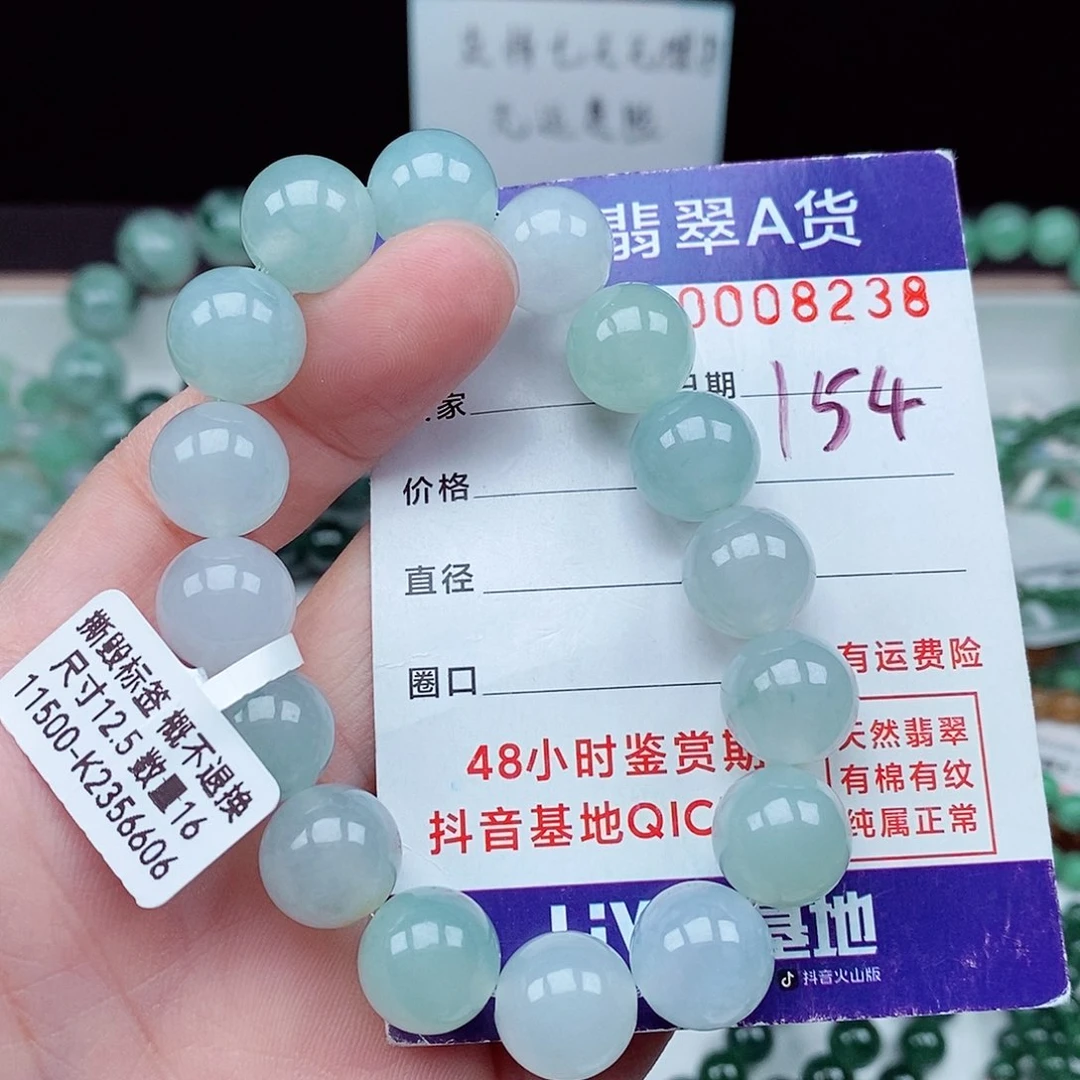 翡翠A货
0008238
家
日期 154
价格
直径
圈口
有运费险
天然翡翠
有棉有纹
纯属正常
48小时鉴赏期
抖音基地QIC
LiV 基地
抖音火山版
撕毁标签 概不退换
尺寸12.5 数 16
11500-K2356606